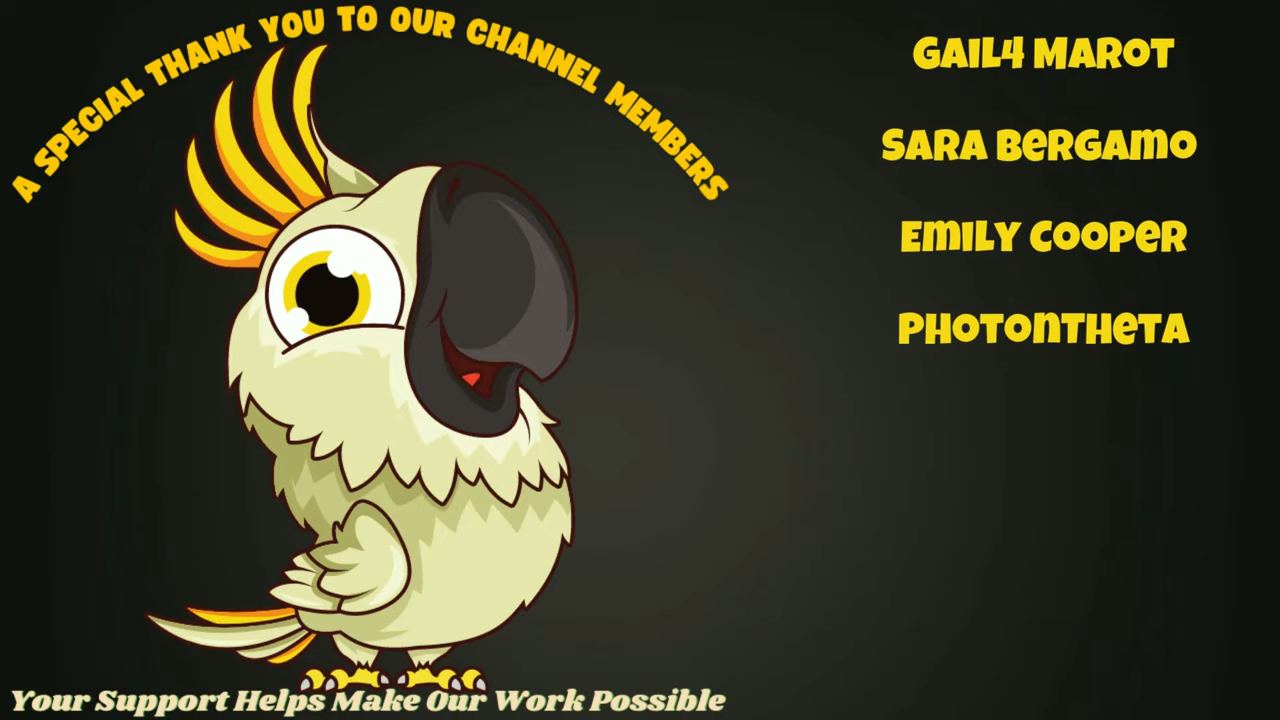 A SPECIAL THANK YOU TO OUR CHANNEL MEMBERS
GAIL4 MAROT
SARA BERGAMO
EMILY COOPER
PHOTONTHETA
Your Support Helps Make Our Work Possible